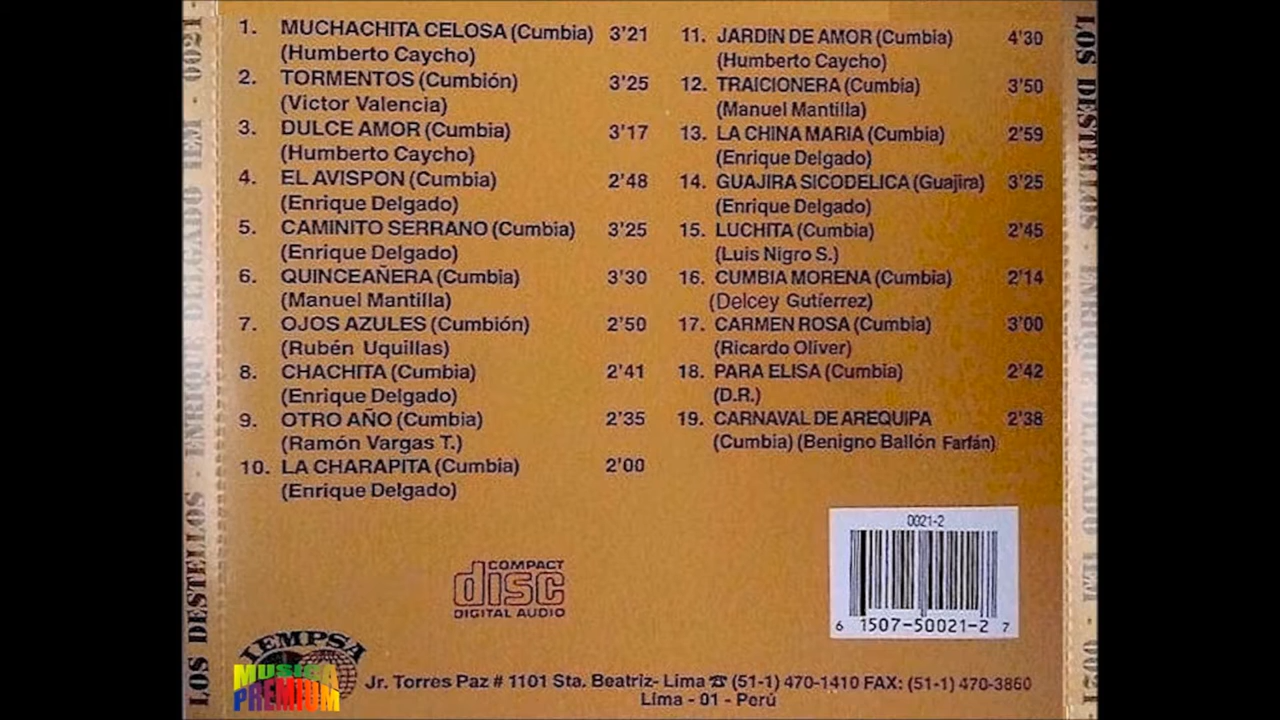 1. MUCHACHITA CELOSA (Cumbia) 3'21
(Humberto Caycho)
2. TORMENTOS (Cumbión) 3'25
(Victor Valencia)
3. DULCE AMOR (Cumbia) 3'17
(Humberto Caycho)
4. EL AVISPON (Cumbia) 2'48
(Enrique Delgado)
5. CAMINITO SERRANO (Cumbia) 3'25
(Enrique Delgado)
6. QUINCEAÑERA (Cumbia) 3'30
(Manuel Mantilla)
7. OJOS AZULES (Cumbión) 2'50
(Rubén Uquillas)
8. CHACHITA (Cumbia) 2'41
(Enrique Delgado)
9. OTRO AÑO (Cumbia) 2'35
(Ramón Vargas T.)
10. LA CHARAPITA (Cumbia) 2'00
(Enrique Delgado)
11. JARDIN DE AMOR (Cumbia) 4'30
(Humberto Caycho)
12. TRAICIONERA (Cumbia) 3'50
(Manuel Mantilla)
13. LA CHINA MARIA (Cumbia) 2'59
(Enrique Delgado)
14. GUAJIRA SICODELICA (Guajira) 3'25
(Enrique Delgado)
15. LUCHITA (Cumbia) 2'45
(Luis Nigro S.)
16. CUMBIA MORENA (Cumbia) 2'14
(Delcey Gutíerrez)
17. CARMEN ROSA (Cumbia) 3'00
(Ricardo Oliver)
18. PARA ELISA (Cumbia) 2'42
(D.R.)
19. CARNAVAL DE AREQUIPA 2'38
(Cumbia) (Benigno Ballón Farfán)
COMPACT
disc
DIGITAL AUDIO
0021-2
6 1507-50021-2 7
IEMPSA
MUSICA
PREMIUM
Jr. Torres Paz # 1101 Sta. Beatriz- Lima ☎ (51-1) 470-1410 FAX: (51-1) 470-3860
Lima - 01 - Perú
LOS DESTELLOS · ENRIQUE DELGADO IEM · 0021-
LOS DESTELLOS · ENRIQUE DELGADO IEM · 0021-